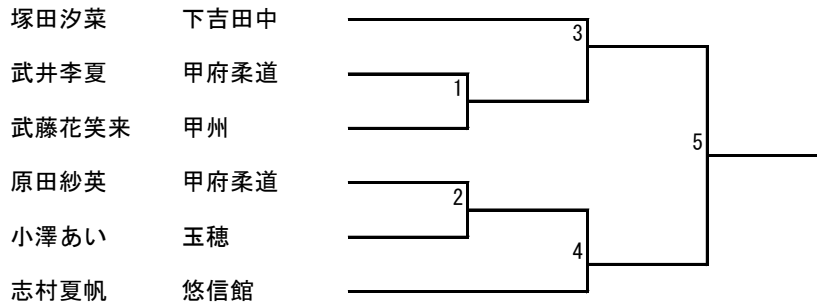 塚田汐菜 下吉田中
武井李夏 甲府柔道
武藤花笑来 甲州
原田紗英 甲府柔道
小澤あい 玉穂
志村夏帆 悠信館
3
1
5
2
4